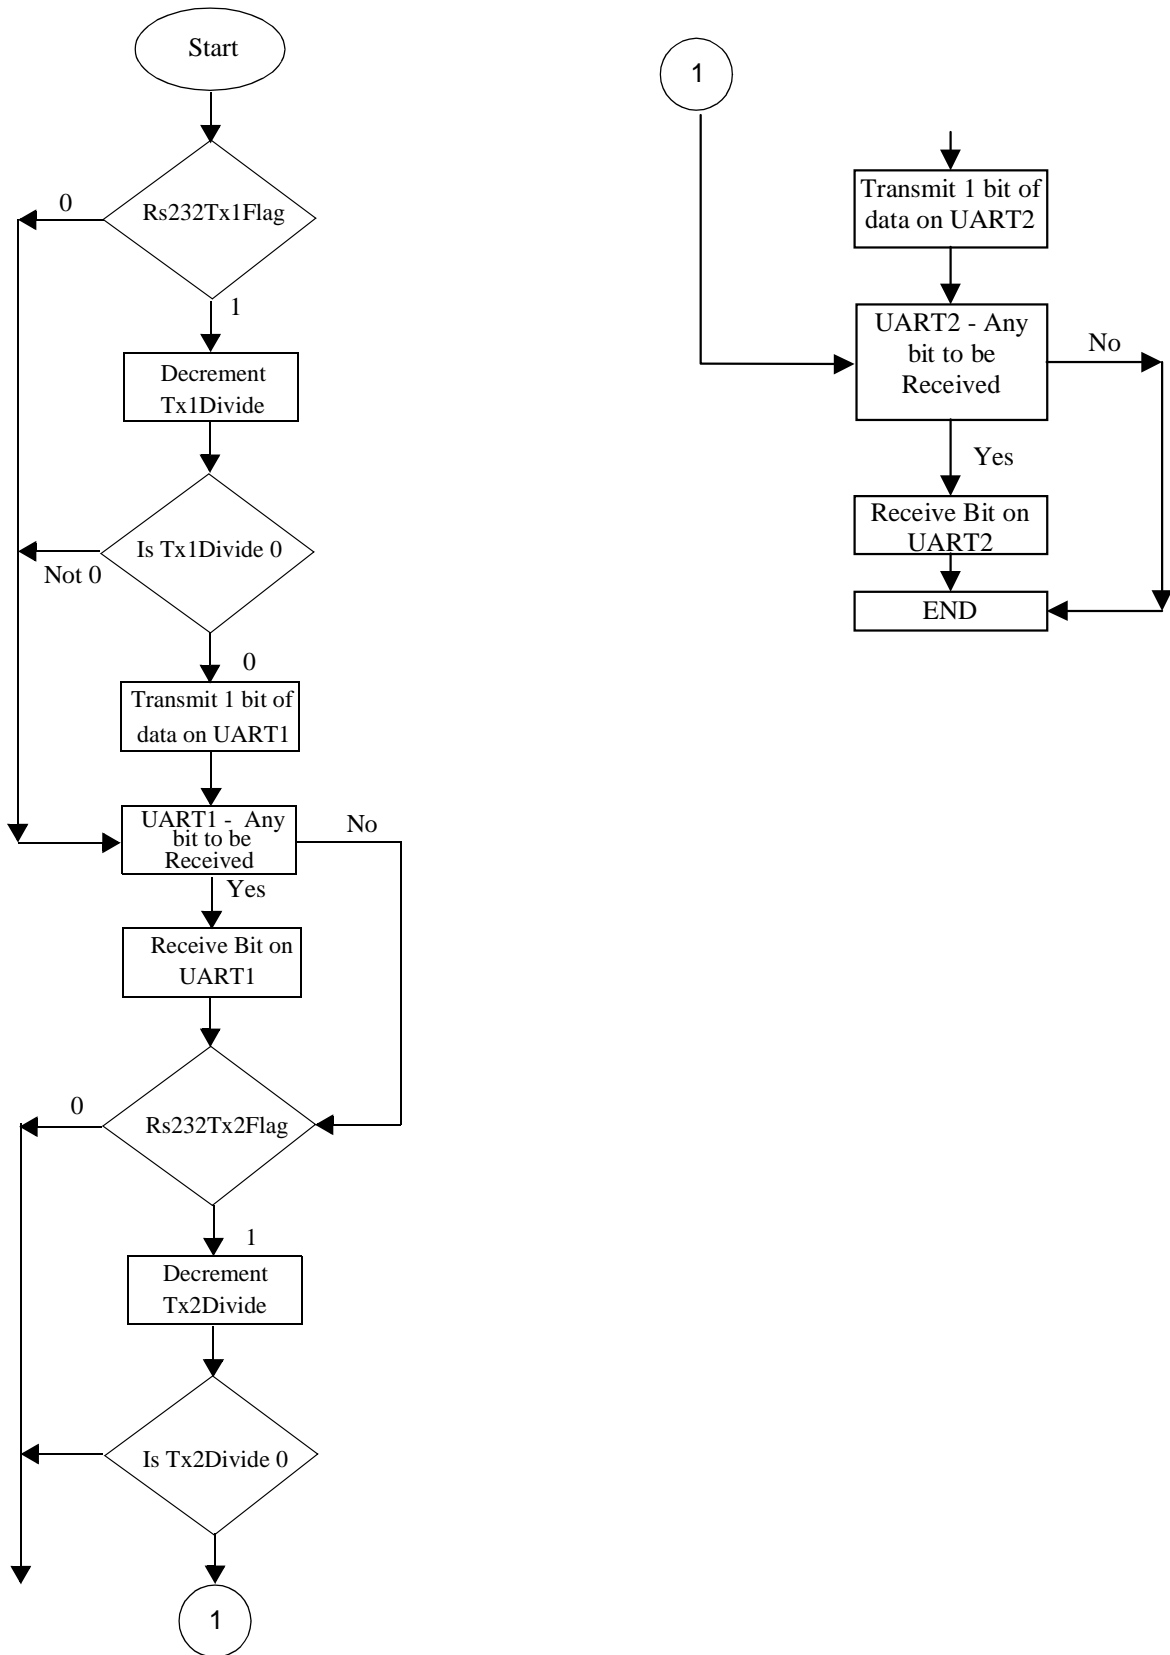 Start
Rs232Tx1Flag
0
1
Decrement
Tx1Divide
Is Tx1Divide 0
Not 0
0
Transmit 1 bit of
data on UART1
UART1 - Any
bit to be
Received
No
Yes
Receive Bit on
UART1
Rs232Tx2Flag
0
1
Decrement
Tx2Divide
Is Tx2Divide 0
1
1
Transmit 1 bit of
data on UART2
UART2 - Any
bit to be
Received
No
Yes
Receive Bit on
UART2
END